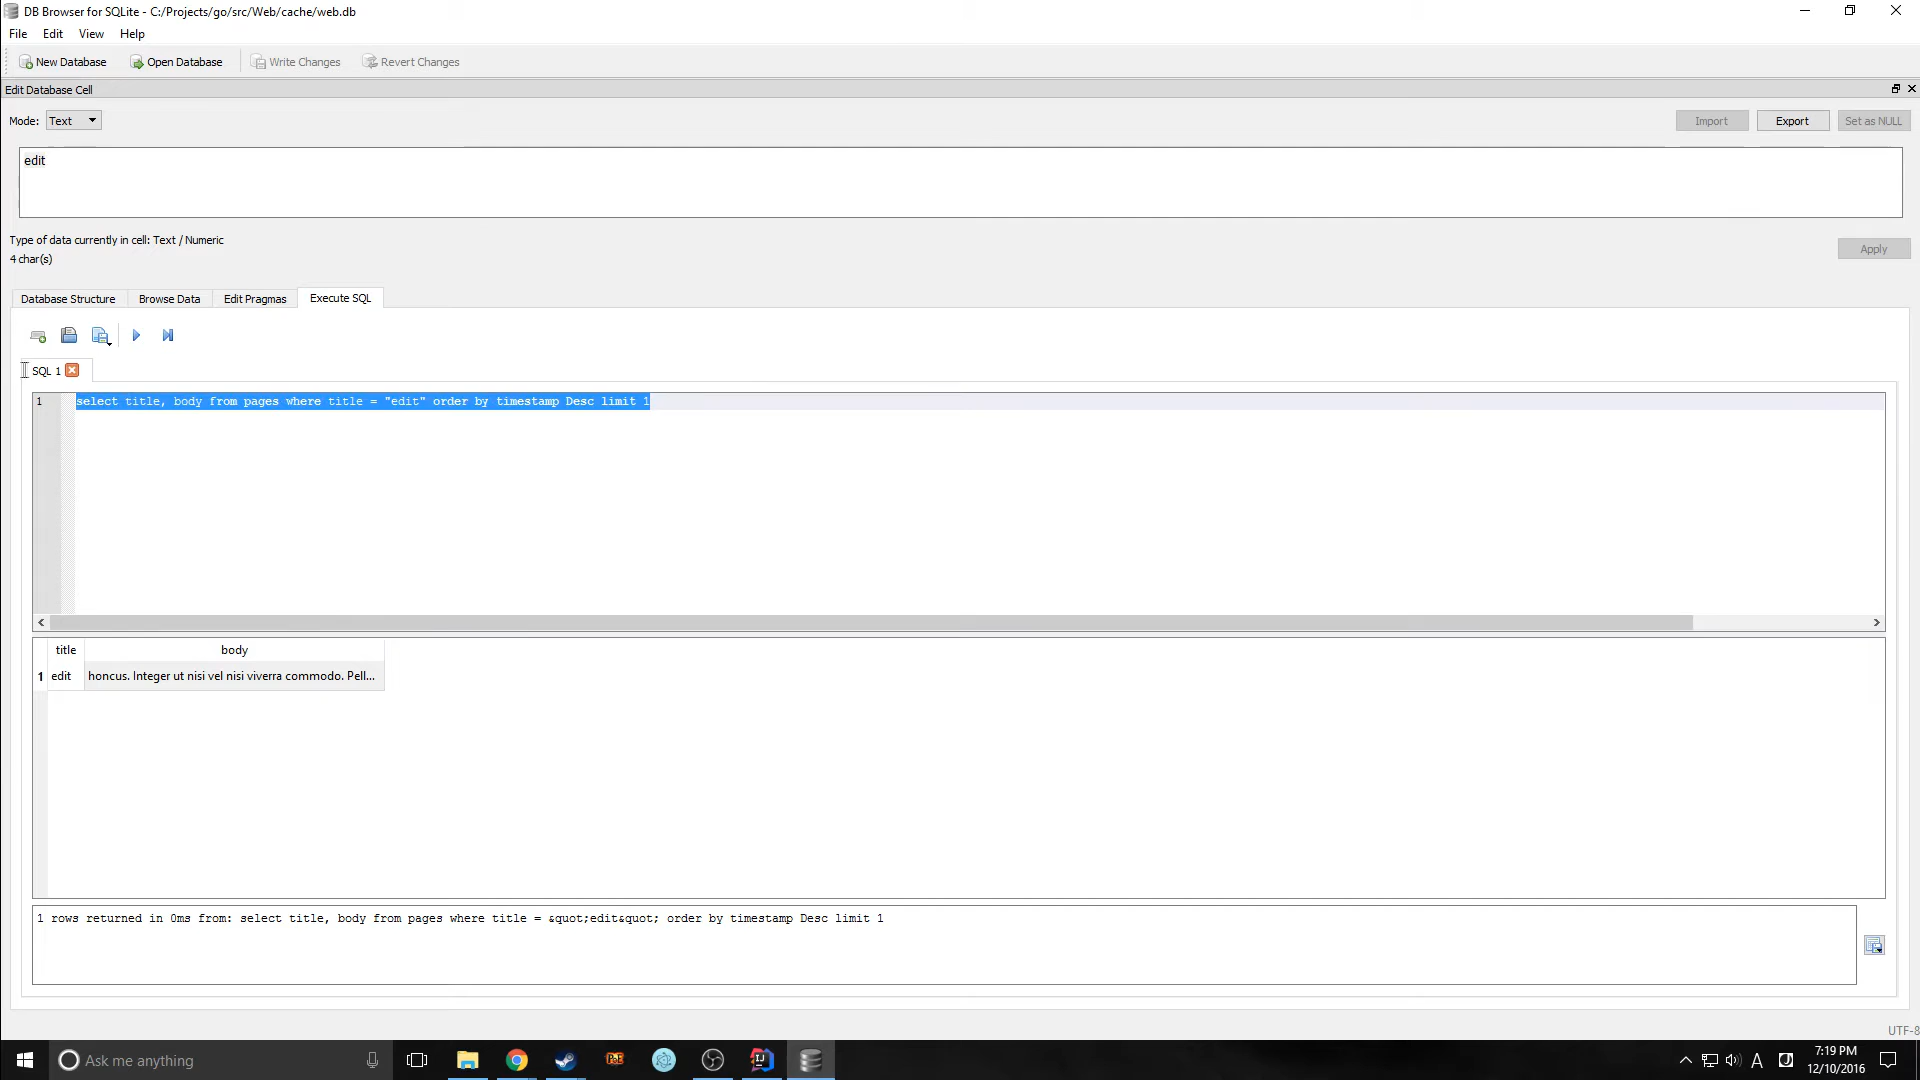 DB Browser for SQLite - C:/Projects/go/src/Web/cache/web.db
File Edit View Help
New Database Open Database Write Changes Revert Changes
Edit Database Cell
Mode: Text Import Export Set as NULL
edit
Type of data currently in cell: Text / Numeric
4 char(s)
Apply
Database Structure Browse Data Edit Pragmas Execute SQL
SQL 1
1 select title, body from pages where title = "edit" order by timestamp Desc limit 1
title body
1 edit honcus. Integer ut nisi vel nisi viverra commodo. Pell...
1 rows returned in 0ms from: select title, body from pages where title = &quot;edit&quot; order by timestamp Desc limit 1
UTF-8
Ask me anything
PoE
IJ
A
7:19 PM
12/10/2016